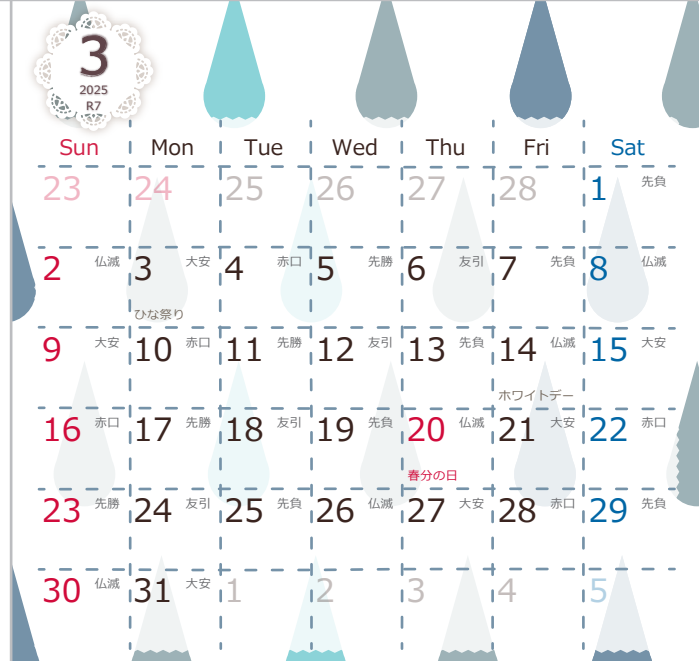 3
2025
R7
Sun Mon Tue Wed Thu Fri Sat
23 24 25 26 27 28 1 先負
2 仏滅 3 大安 4 赤口 5 先勝 6 友引 7 先負 8 仏滅
ひな祭り
9 大安 10 赤口 11 先勝 12 友引 13 先負 14 仏滅 15 大安
ホワイトデー
16 赤口 17 先勝 18 友引 19 先負 20 仏滅 21 大安 22 赤口
春分の日
23 先勝 24 友引 25 先負 26 仏滅 27 大安 28 赤口 29 先負
30 仏滅 31 大安 1 2 3 4 5